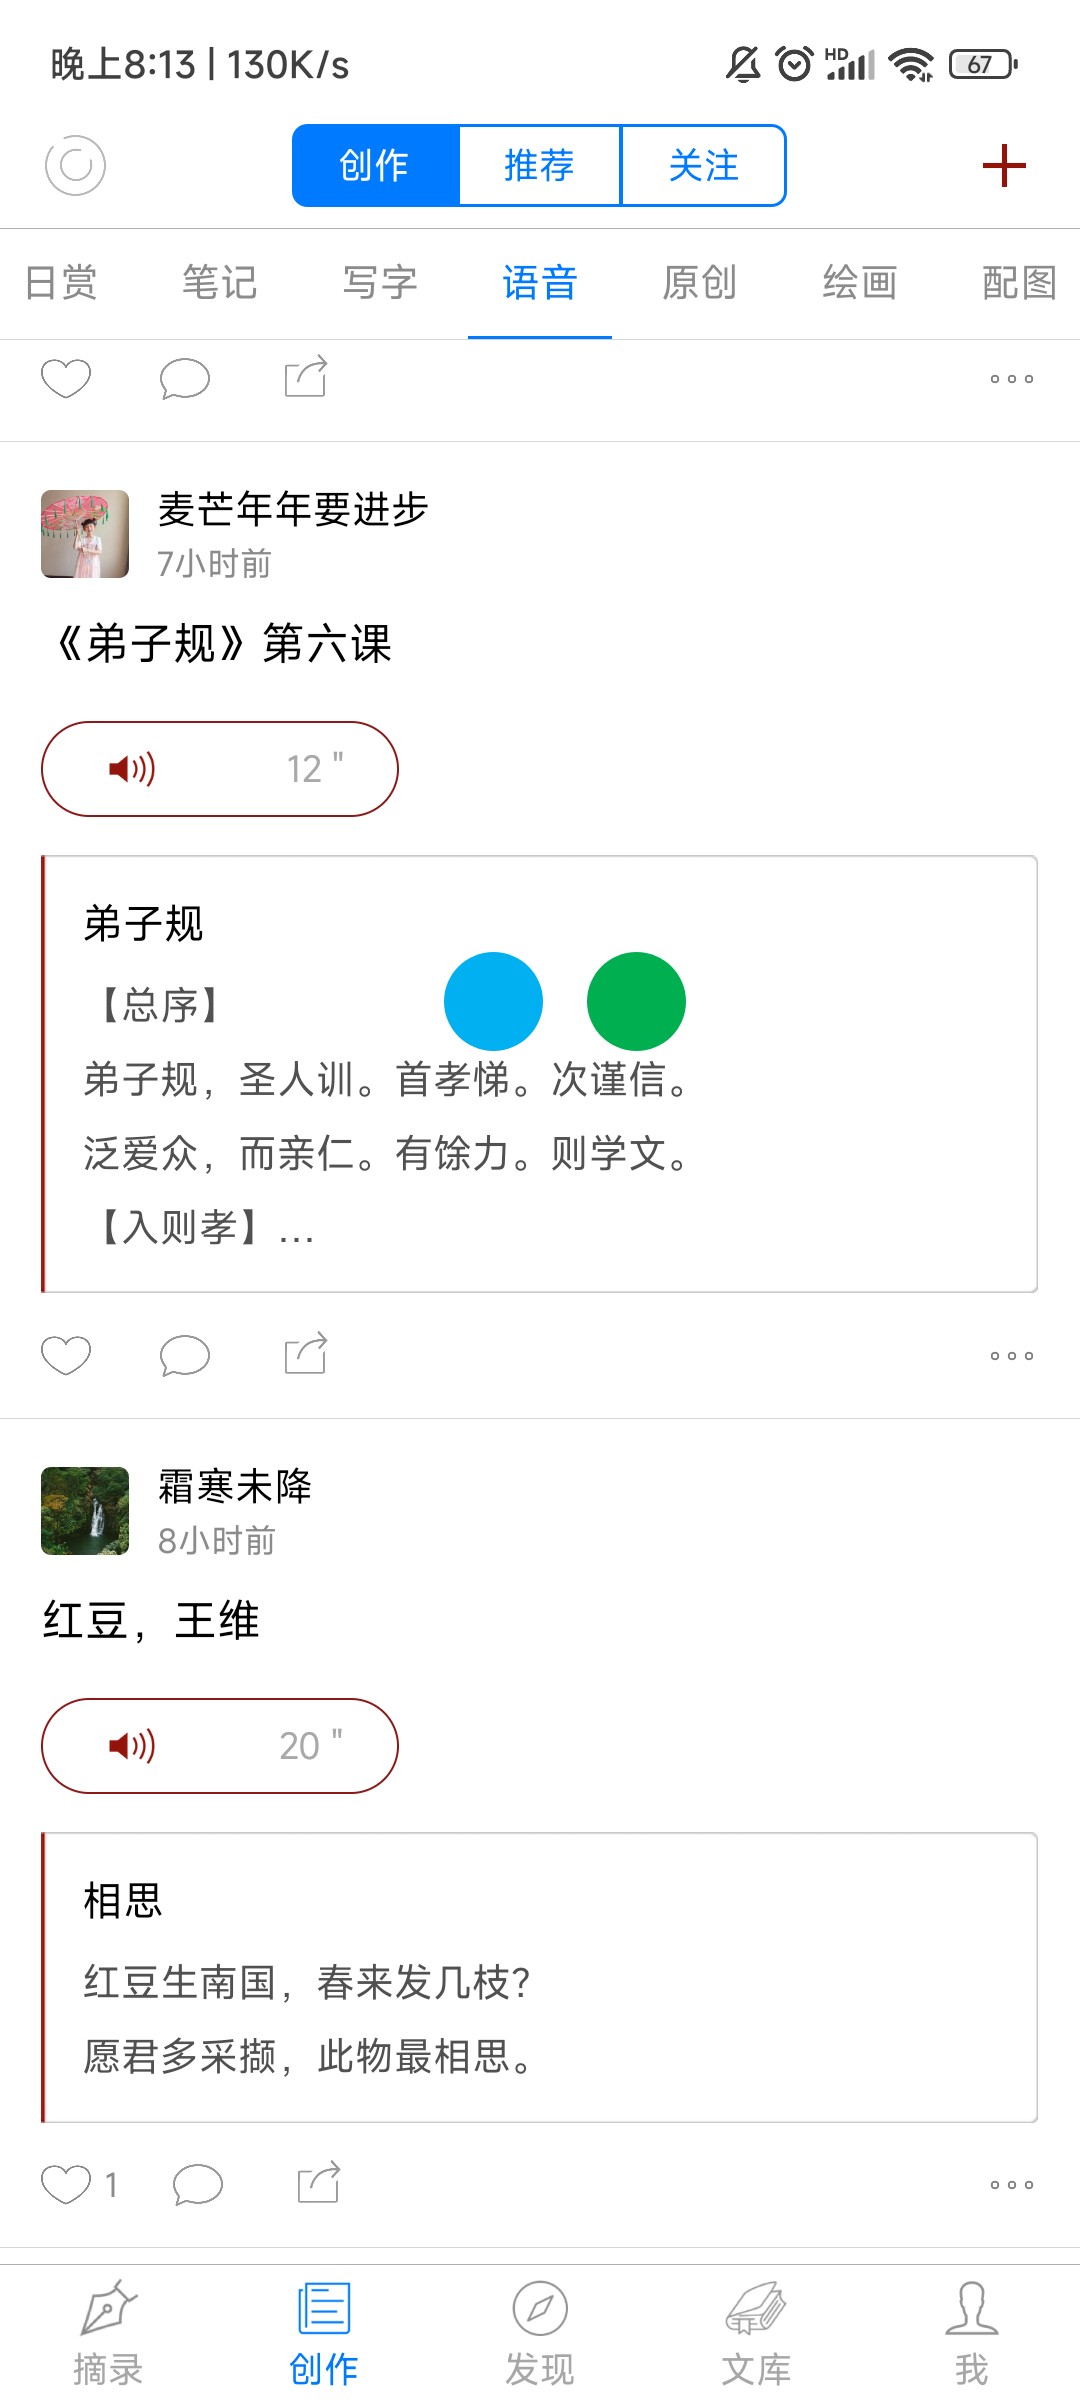 晚上8:13 | 130K/s
HD
67
创作 推荐 关注
日赏 笔记 写字 语音 原创 绘画 配图
麦芒年年要进步
7小时前
《弟子规》第六课
12 "
弟子规
【总序】
弟子规，圣人训。首孝悌。次谨信。
泛爱众，而亲仁。有馀力。则学文。
【入则孝】...
霜寒未降
8小时前
红豆，王维
20 "
相思
红豆生南国，春来发几枝？
愿君多采撷，此物最相思。
1
摘录 创作 发现 文库 我